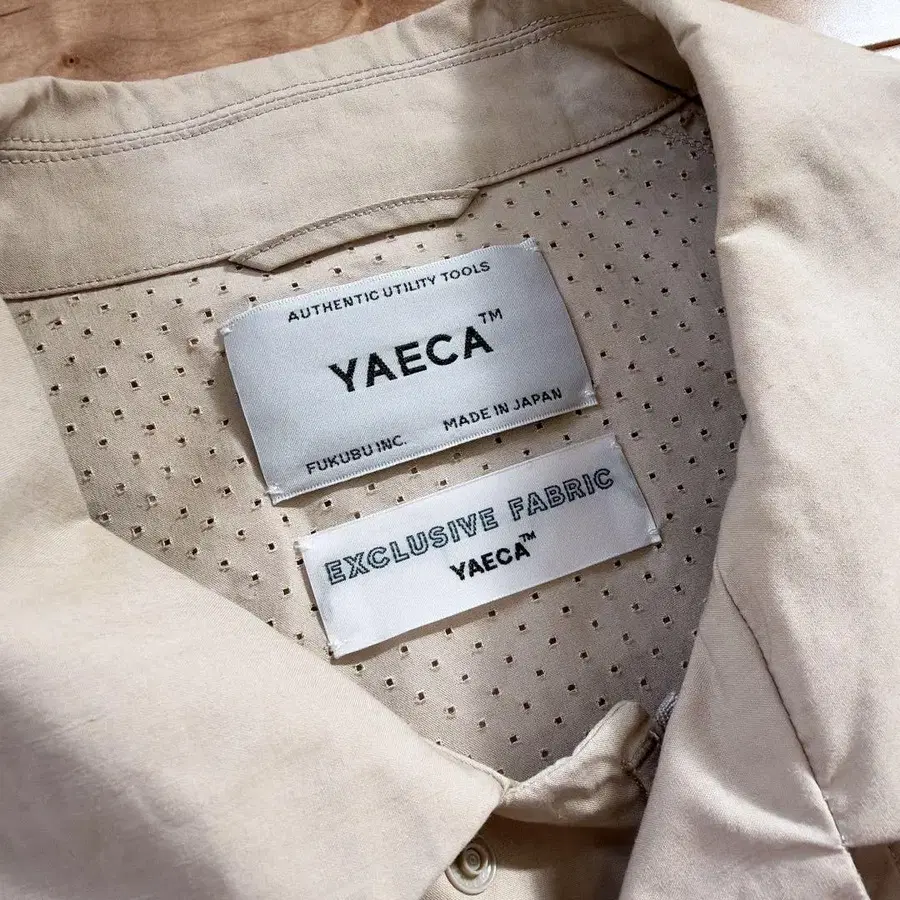 AUTHENTIC UTILITY TOOLS
YAECA™
FUKUBU INC. MADE IN JAPAN
EXCLUSIVE FABRIC
YAECA™